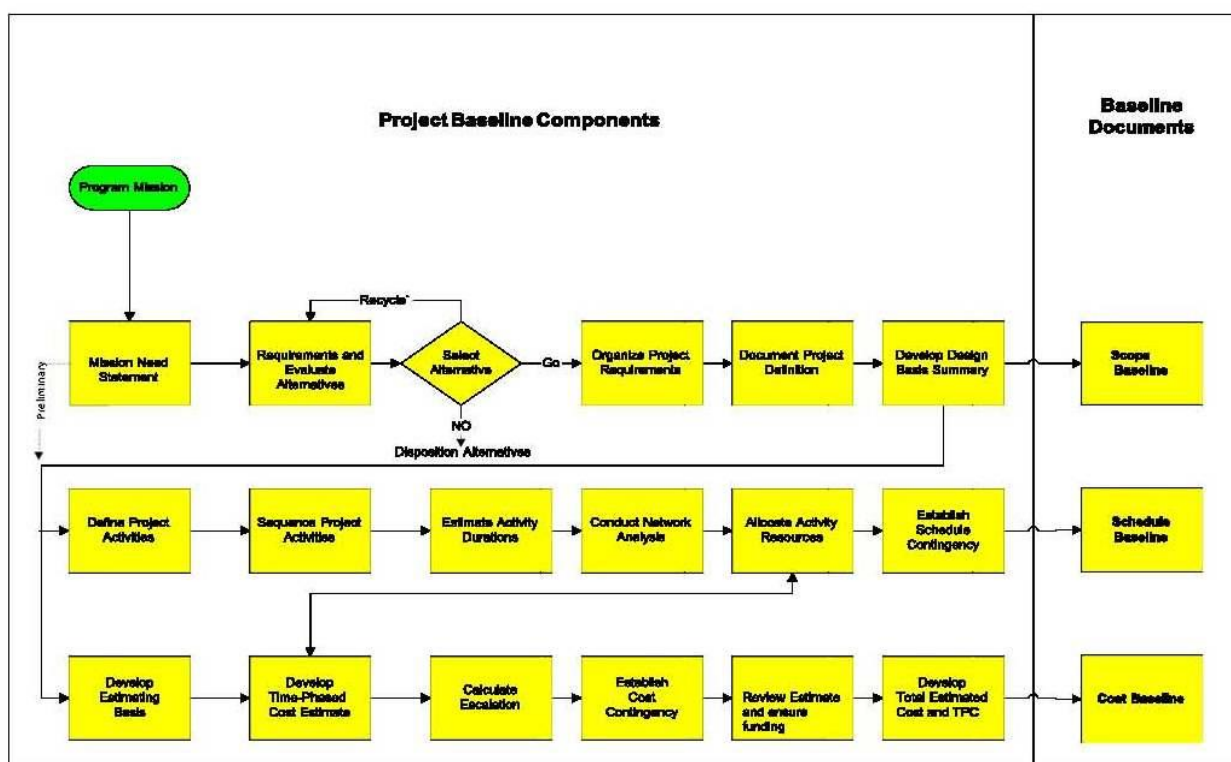 Project Baseline Components
Baseline
Documents
Program Mission
Recycle*
Mission Need
Statement
Requirements and
Evaluate
Alternatives
Select
Alternative
Go
Organize Project
Requirements
Document Project
Definition
Develop Design
Basis Summary
Scope
Baseline
Preliminary
NO
Disposition Alternatives
Define Project
Activities
Sequence Project
Activities
Estimate Activity
Durations
Conduct Network
Analysis
Allocate Activity
Resources
Establish
Schedule
Contingency
Schedule
Baseline
Develop
Estimating
Basis
Develop
Time-Phased
Cost Estimate
Calculate
Escalation
Establish
Cost
Contingency
Review Estimate
and ensure
funding
Develop
Total Estimated
Cost and TPC
Cost Baseline